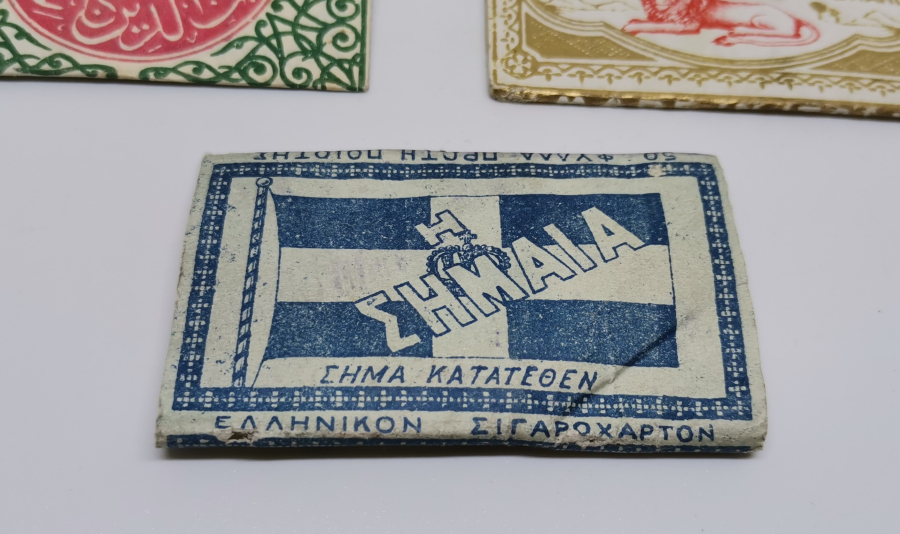 50 ΦΥΛΛΑ ΠΡΩΤΗ ΠΟΙΟΤΗΣ
Η
ΣΗΜΑΙΑ
ΣΗΜΑ ΚΑΤΑΤΕΘΕΝ
ΕΛΛΗΝΙΚΟΝ ΣΙΓΑΡΟΧΑΡΤΟΝ